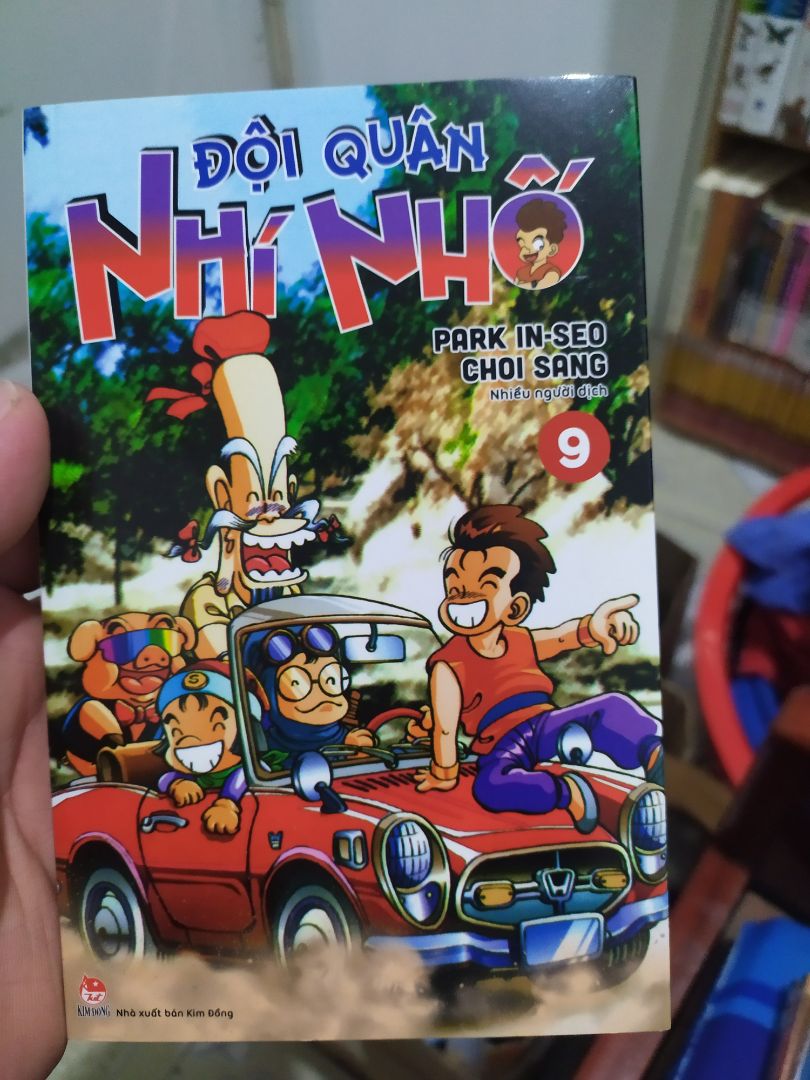 ĐỘI QUÂN
NHÍ NHỐ
PARK IN-SEO
CHOI SANG
Nhiều người dịch
9
S
KIM ĐỒNG
Nhà xuất bản Kim Đồng